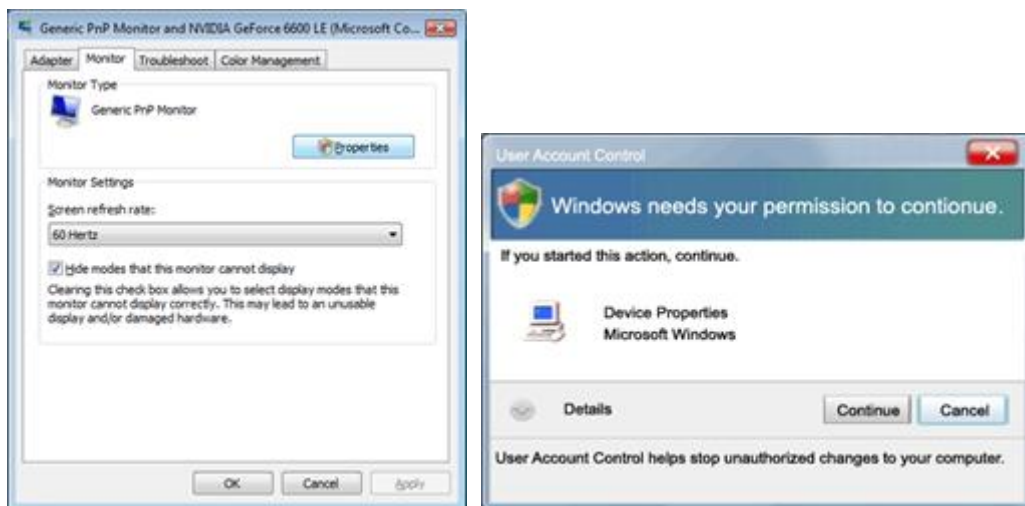 Generic PnP Monitor and NVIDIA GeForce 6600 LE (Microsoft Co...
Adapter Monitor Troubleshoot Color Management
Monitor Type
Generic PnP Monitor
Properties
Monitor Settings
Screen refresh rate:
60 Hertz
Hide modes that this monitor cannot display
Clearing this check box allows you to select display modes that this
monitor cannot display correctly. This may lead to an unusable
display and/or damaged hardware.
OK Cancel Apply
User Account Control
Windows needs your permission to contionue.
If you started this action, continue.
Device Properties
Microsoft Windows
Details Continue Cancel
User Account Control helps stop unauthorized changes to your computer.